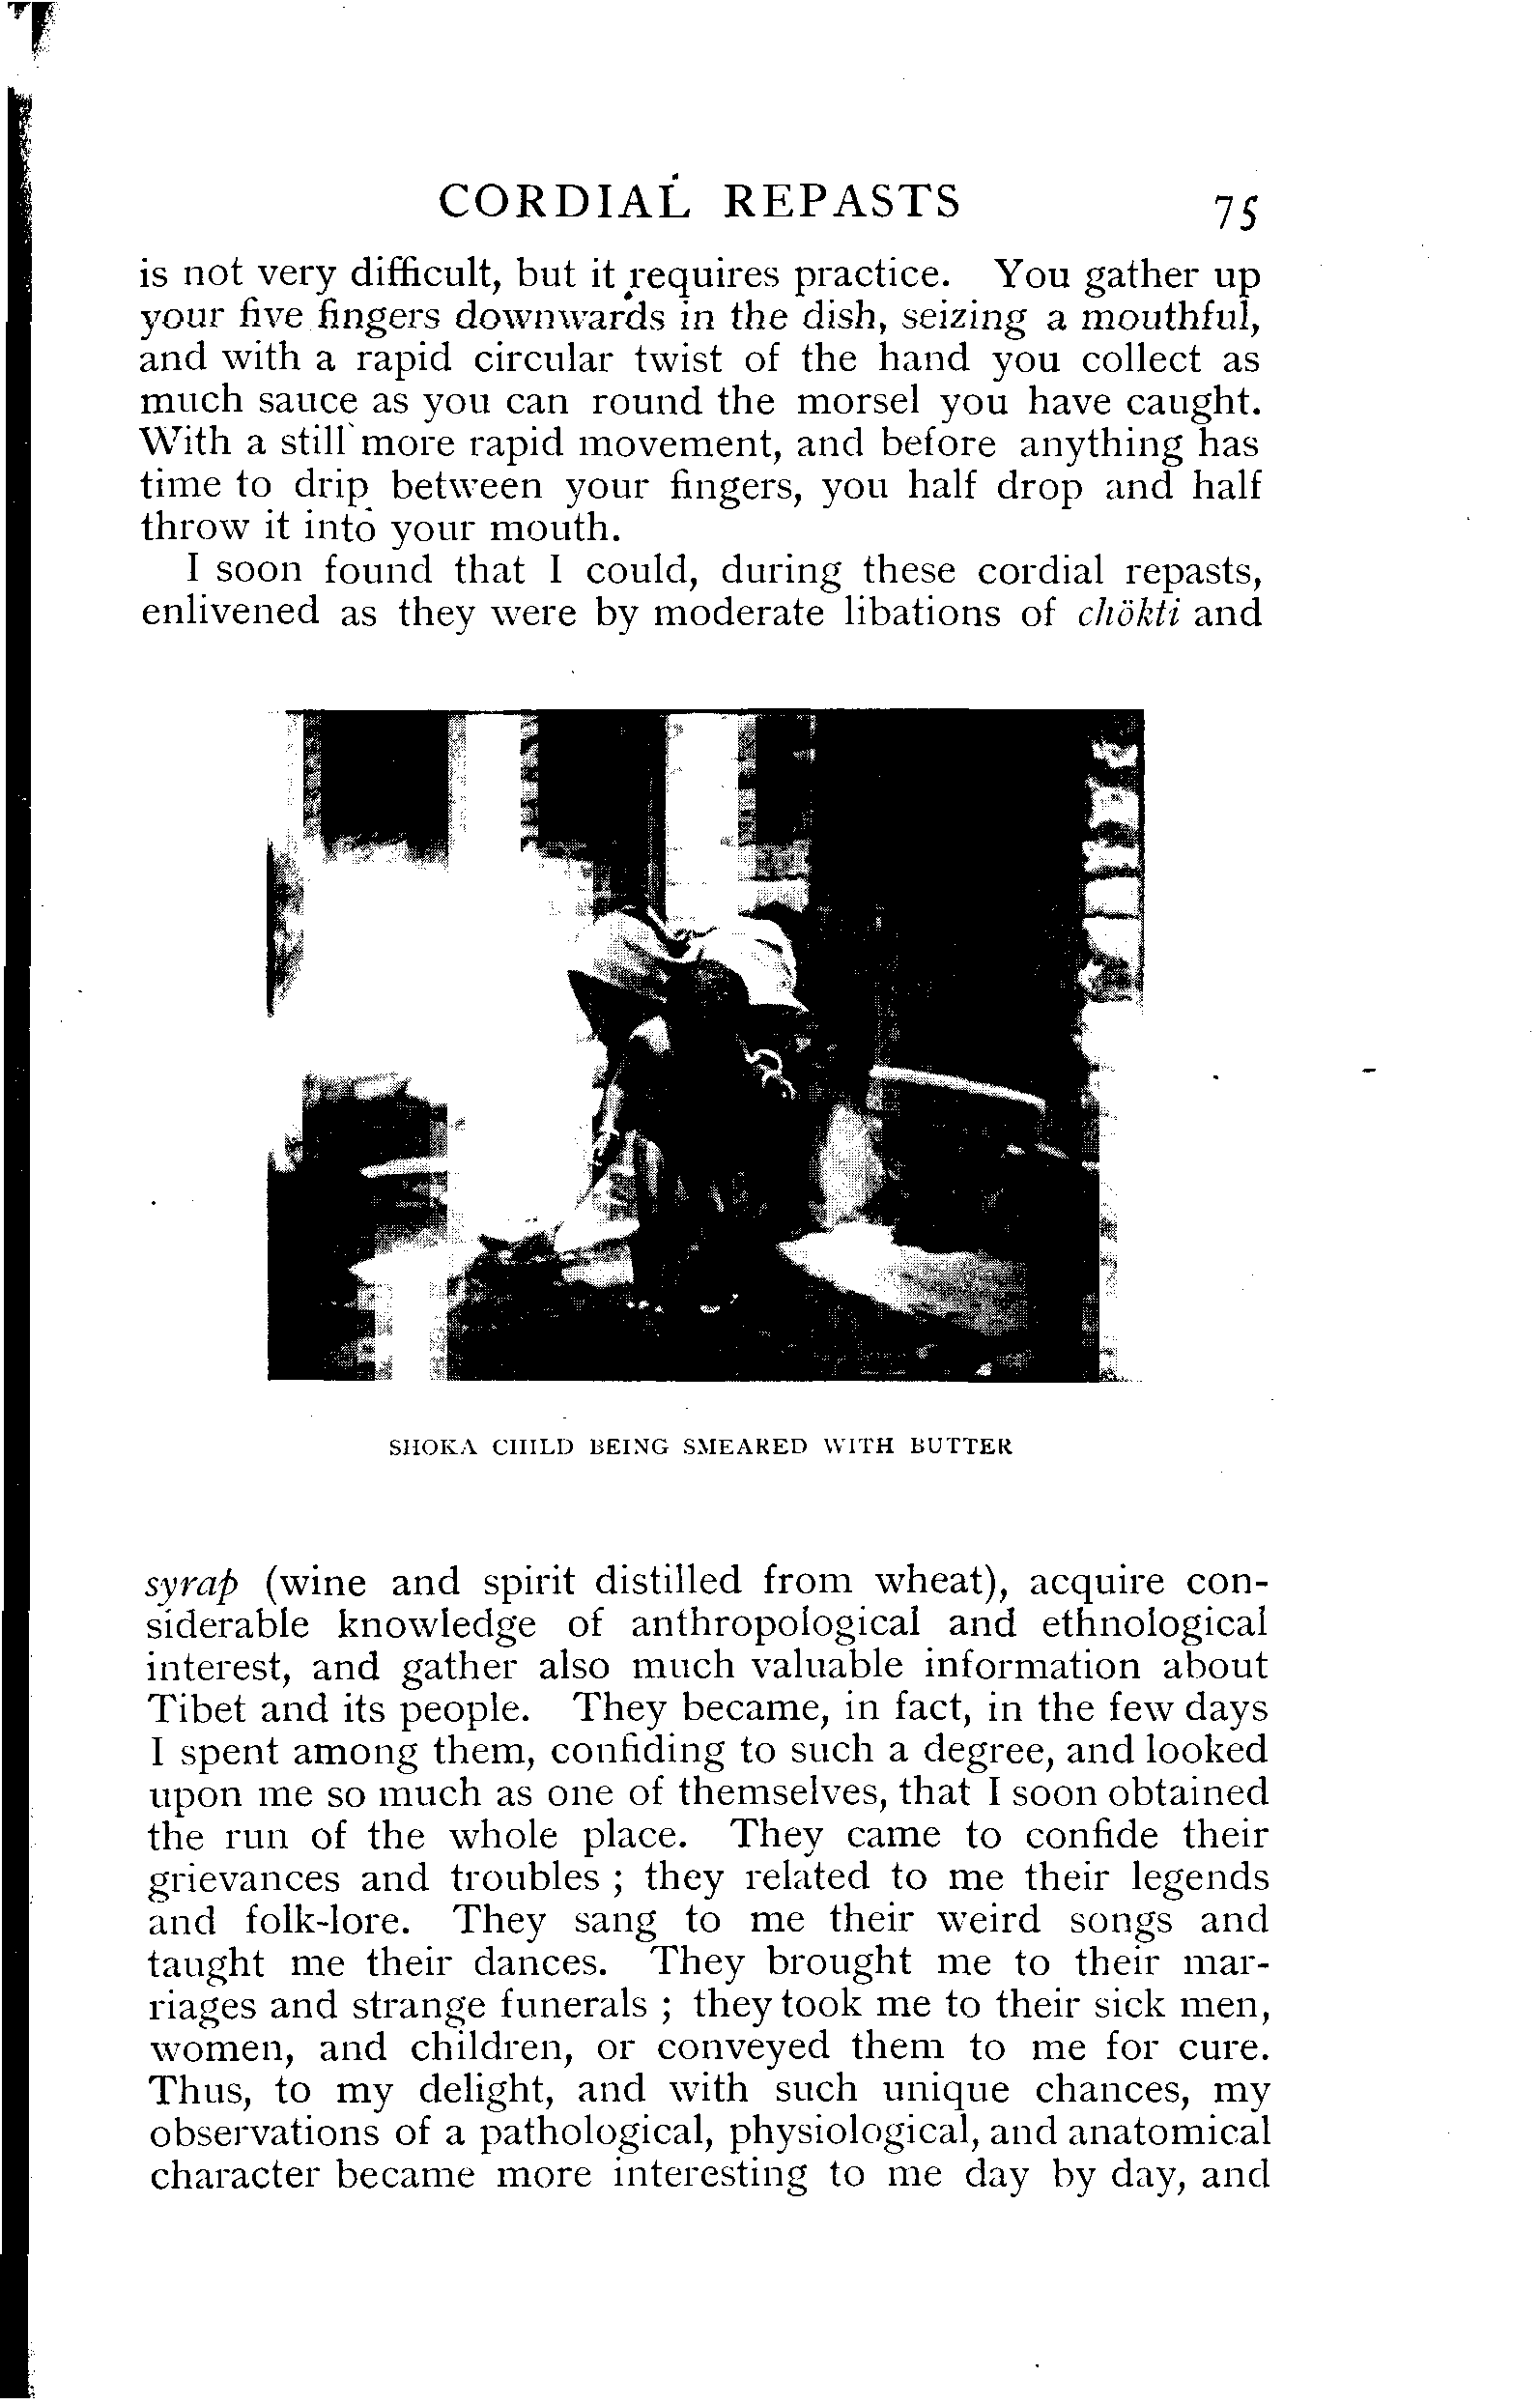 CORDIAL REPASTS 75
is not very difficult, but it requires practice. You gather up
your five fingers downwards in the dish, seizing a mouthful,
and with a rapid circular twist of the hand you collect as
much sauce as you can round the morsel you have caught.
With a still more rapid movement, and before anything has
time to drip between your fingers, you half drop and half
throw it into your mouth.
I soon found that I could, during these cordial repasts,
enlivened as they were by moderate libations of chökti and
SHOKA CHILD BEING SMEARED WITH BUTTER
syrap (wine and spirit distilled from wheat), acquire con-
siderable knowledge of anthropological and ethnological
interest, and gather also much valuable information about
Tibet and its people. They became, in fact, in the few days
I spent among them, confiding to such a degree, and looked
upon me so much as one of themselves, that I soon obtained
the run of the whole place. They came to confide their
grievances and troubles ; they related to me their legends
and folk-lore. They sang to me their weird songs and
taught me their dances. They brought me to their mar-
riages and strange funerals ; they took me to their sick men,
women, and children, or conveyed them to me for cure.
Thus, to my delight, and with such unique chances, my
observations of a pathological, physiological, and anatomical
character became more interesting to me day by day, and